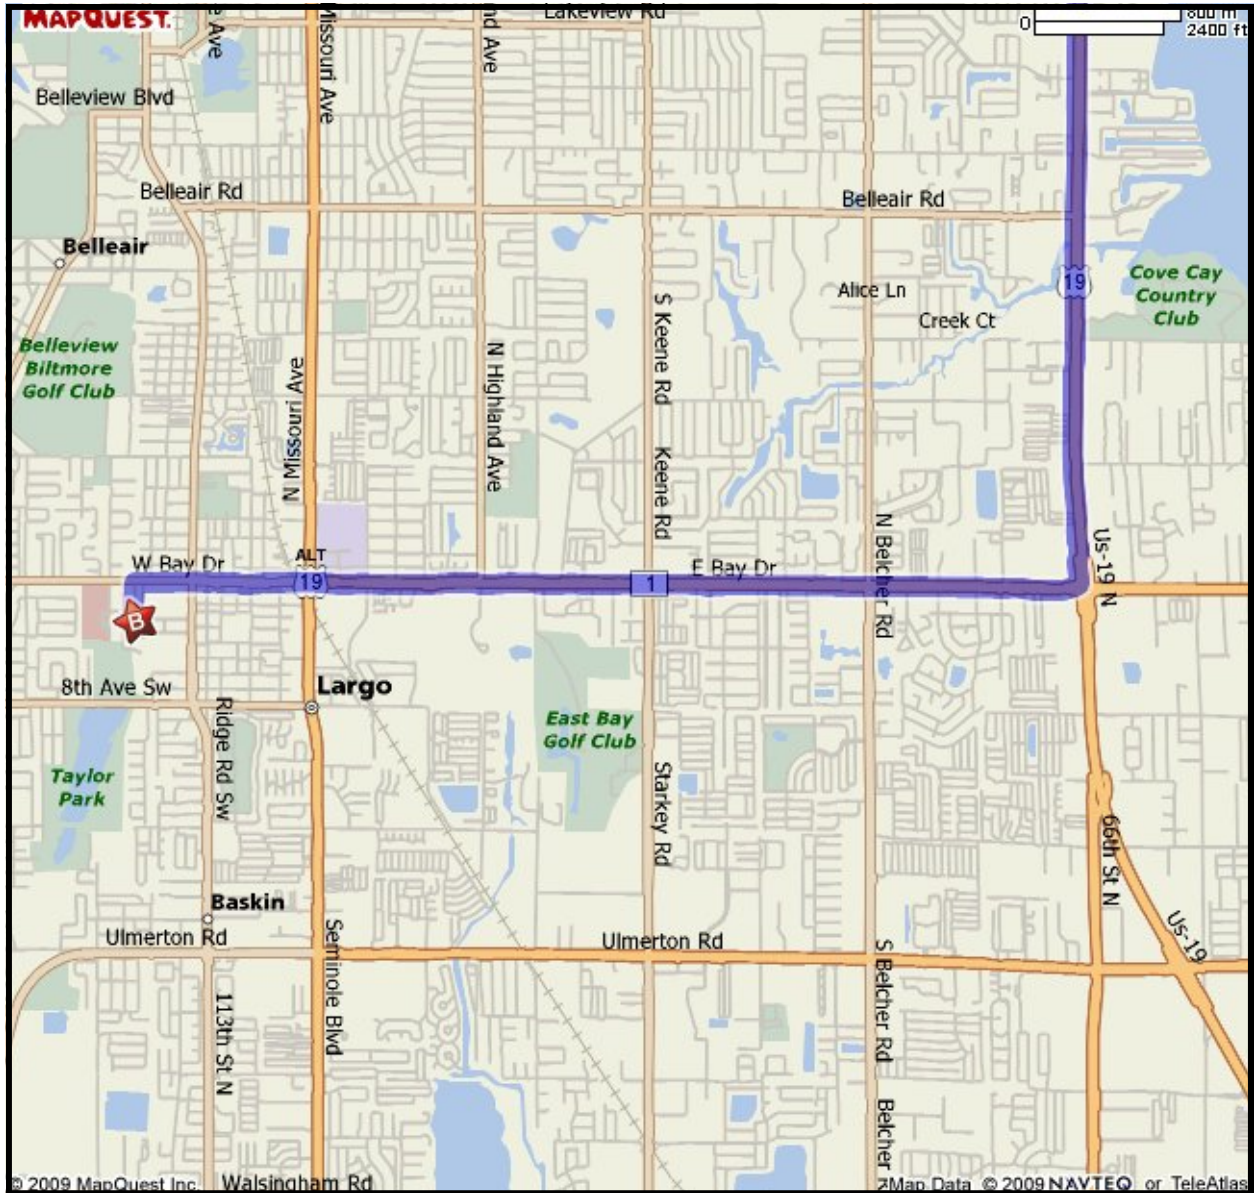 MAPQUEST.
Lakeview Rd
0
800 m
2400 ft
e Ave
Missouri Ave
nd Ave
Belleview Blvd
Belleair Rd
Belleair Rd
Belleair
19
Cove Cay
Country
Club
Alice Ln
Creek Ct
S Keene Rd
Belleview
Biltmore
Golf Club
N Missouri Ave
N Highland Ave
Keene Rd
N Belcher Rd
Us-19 N
W Bay Dr
ALT
19
1
E Bay Dr
B
8th Ave Sw
Largo
Ridge Rd Sw
East Bay
Golf Club
Taylor
Park
Starkey Rd
66th St N
Baskin
Ulmerton Rd
Ulmerton Rd
Us-19
Seminole Blvd
S Belcher Rd
113th St N
Belcher
Walsingham Rd
© 2009 MapQuest Inc.
Map Data © 2009 NAVTEQ or TeleAtlas